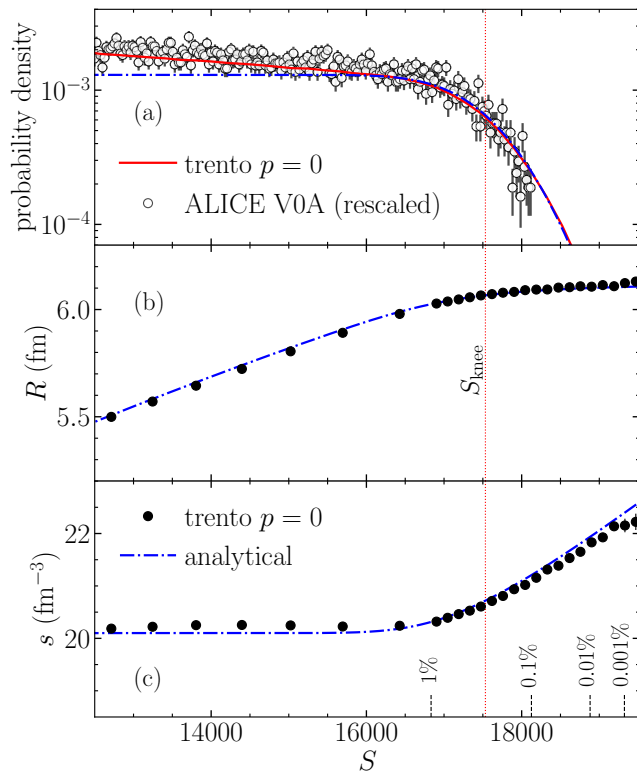 probability density
10⁻³
10⁻⁴
(a)
trento p = 0
ALICE V0A (rescaled)
R (fm)
6.0
5.5
(b)
S_knee
s (fm⁻³)
22
20
trento p = 0
analytical
(c)
1%
0.1%
0.01%
0.001%
14000 16000 18000
S